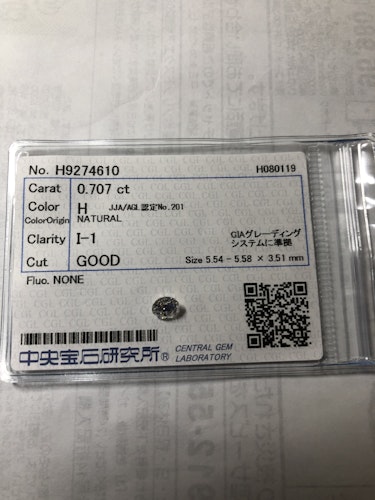 No. H9274610 H080119
Carat 0.707 ct
Color H JJA/AGL認定No.201
ColorOrigin NATURAL
Clarity I-1 GIAグレーディング
システムに準拠
Cut GOOD Size 5.54 - 5.58 × 3.51 mm
Fluo. NONE
中央宝石研究所® CENTRAL GEM
LABORATORY